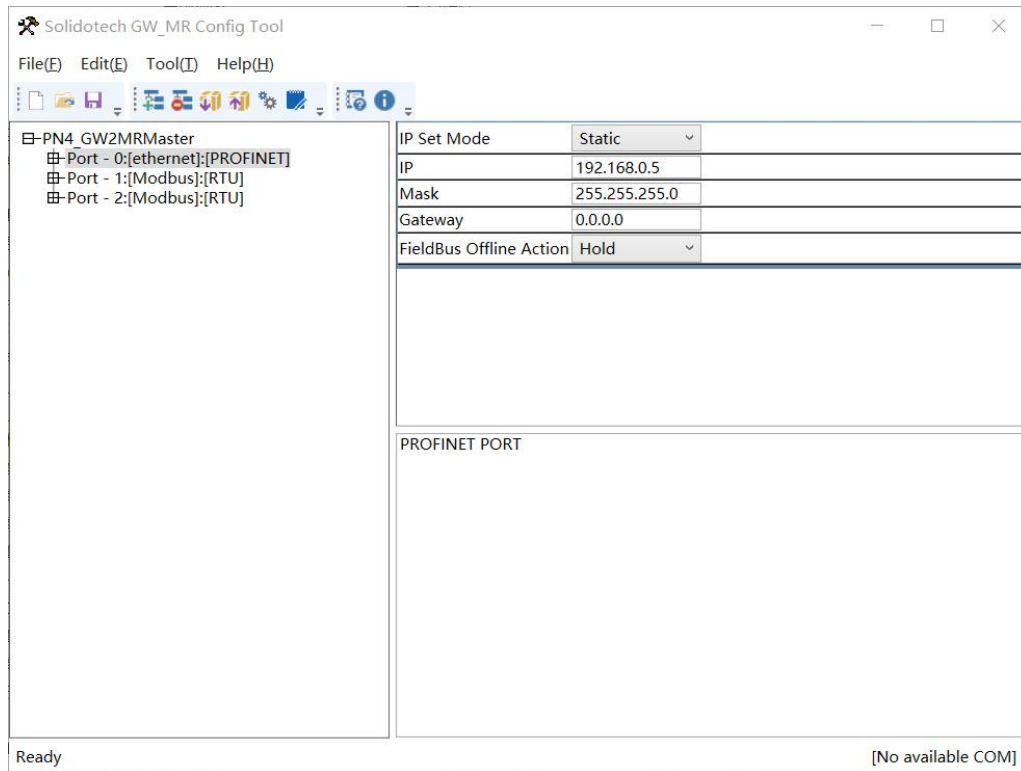 Solidotech GW_MR Config Tool
File(F) Edit(E) Tool(T) Help(H)
PN4_GW2MRMaster
Port - 0:[ethernet]:[PROFINET]
Port - 1:[Modbus]:[RTU]
Port - 2:[Modbus]:[RTU]
IP Set Mode Static
IP 192.168.0.5
Mask 255.255.255.0
Gateway 0.0.0.0
FieldBus Offline Action Hold
PROFINET PORT
Ready [No available COM]